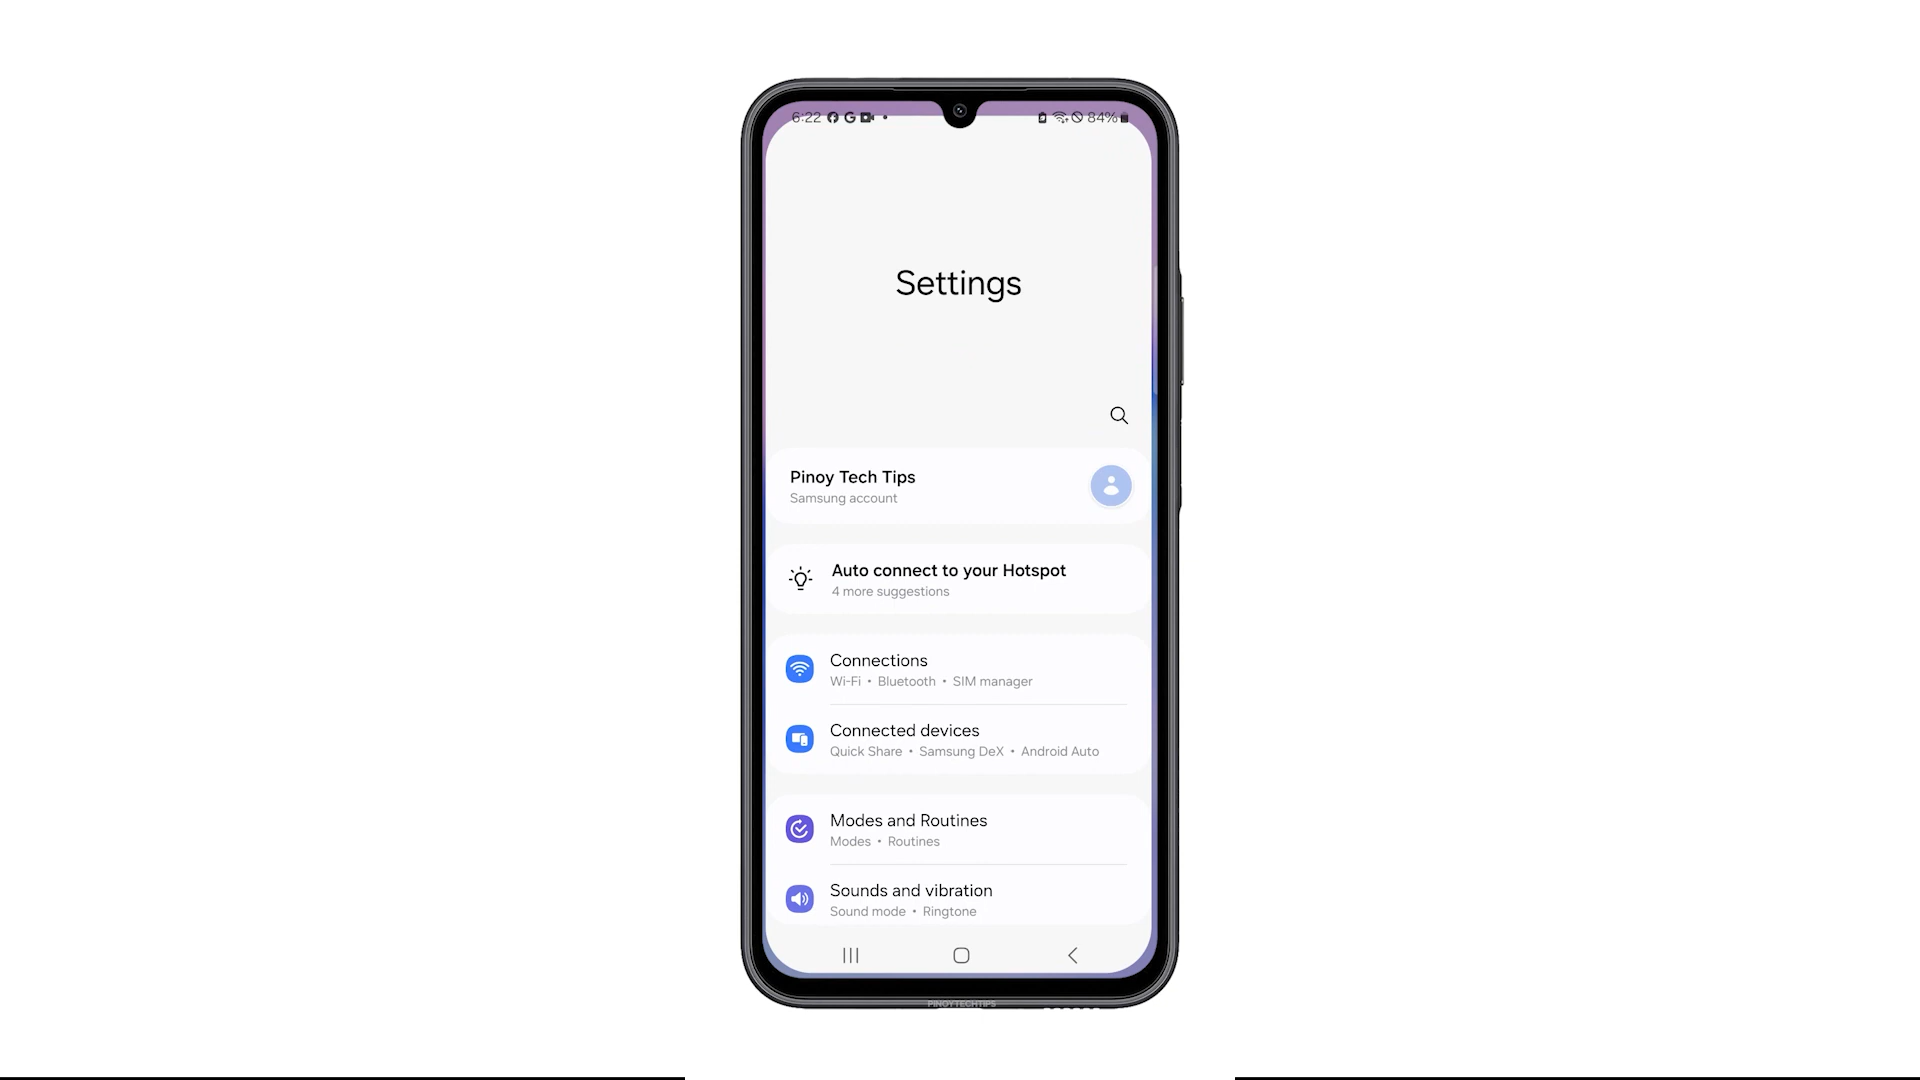 6:22 84%
Settings
Pinoy Tech Tips
Samsung account
Auto connect to your Hotspot
4 more suggestions
Connections
Wi-Fi • Bluetooth • SIM manager
Connected devices
Quick Share • Samsung DeX • Android Auto
Modes and Routines
Modes • Routines
Sounds and vibration
Sound mode • Ringtone
PINOYTECHTIPS